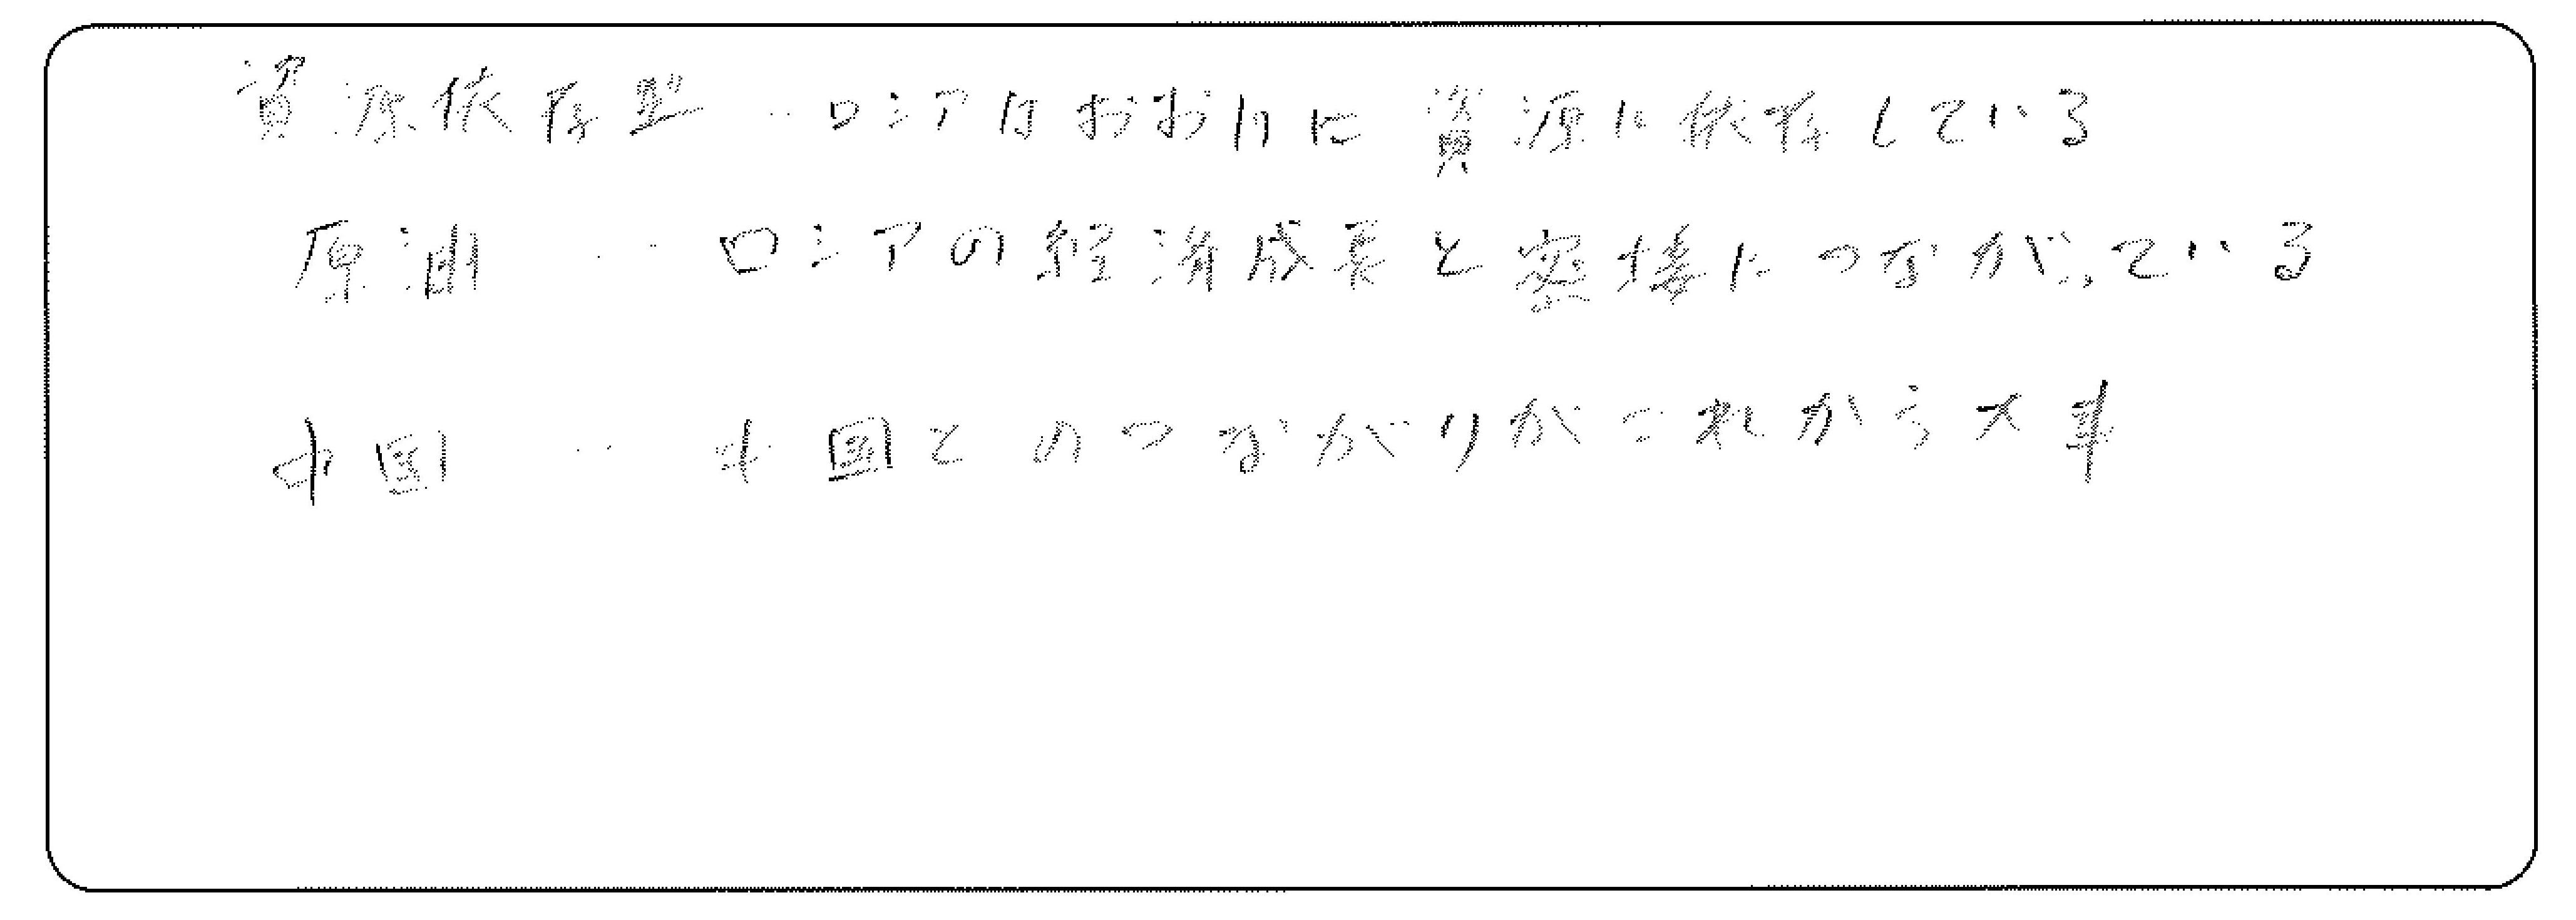 資源依存型‥ロシアはおおいに資源に依存している
原油‥ロシアの経済成長と密接につながっている
中国‥中国とのつながりがこれから大事